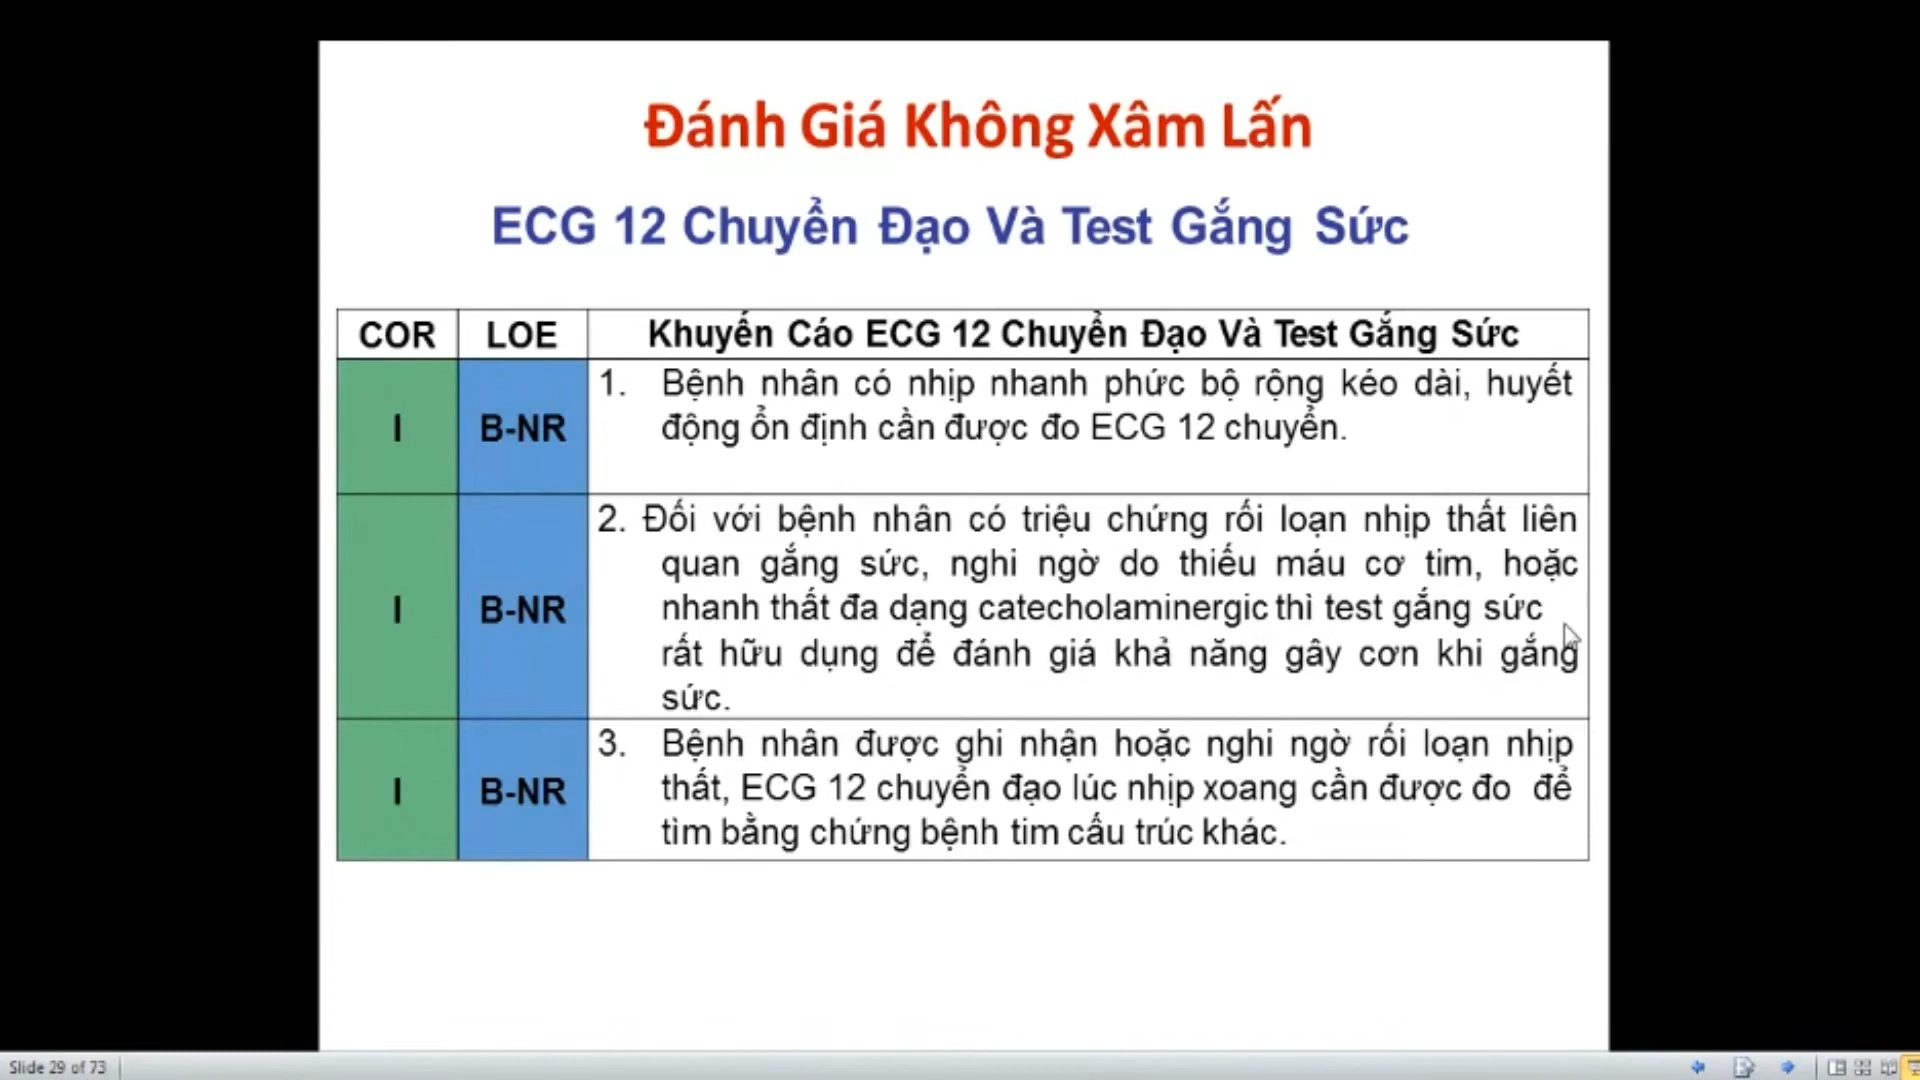 Đánh Giá Không Xâm Lấn
ECG 12 Chuyển Đạo Và Test Gắng Sức
COR LOE Khuyến Cáo ECG 12 Chuyển Đạo Và Test Gắng Sức
I B-NR 1. Bệnh nhân có nhịp nhanh phức bộ rộng kéo dài, huyết
động ổn định cần được đo ECG 12 chuyển.
I B-NR 2. Đối với bệnh nhân có triệu chứng rối loạn nhịp thất liên
quan gắng sức, nghi ngờ do thiếu máu cơ tim, hoặc
nhanh thất đa dạng catecholaminergic thì test gắng sức
rất hữu dụng để đánh giá khả năng gây cơn khi gắng
sức.
I B-NR 3. Bệnh nhân được ghi nhận hoặc nghi ngờ rối loạn nhịp
thất, ECG 12 chuyển đạo lúc nhịp xoang cần được đo để
tìm bằng chứng bệnh tim cấu trúc khác.
Slide 29 of 73